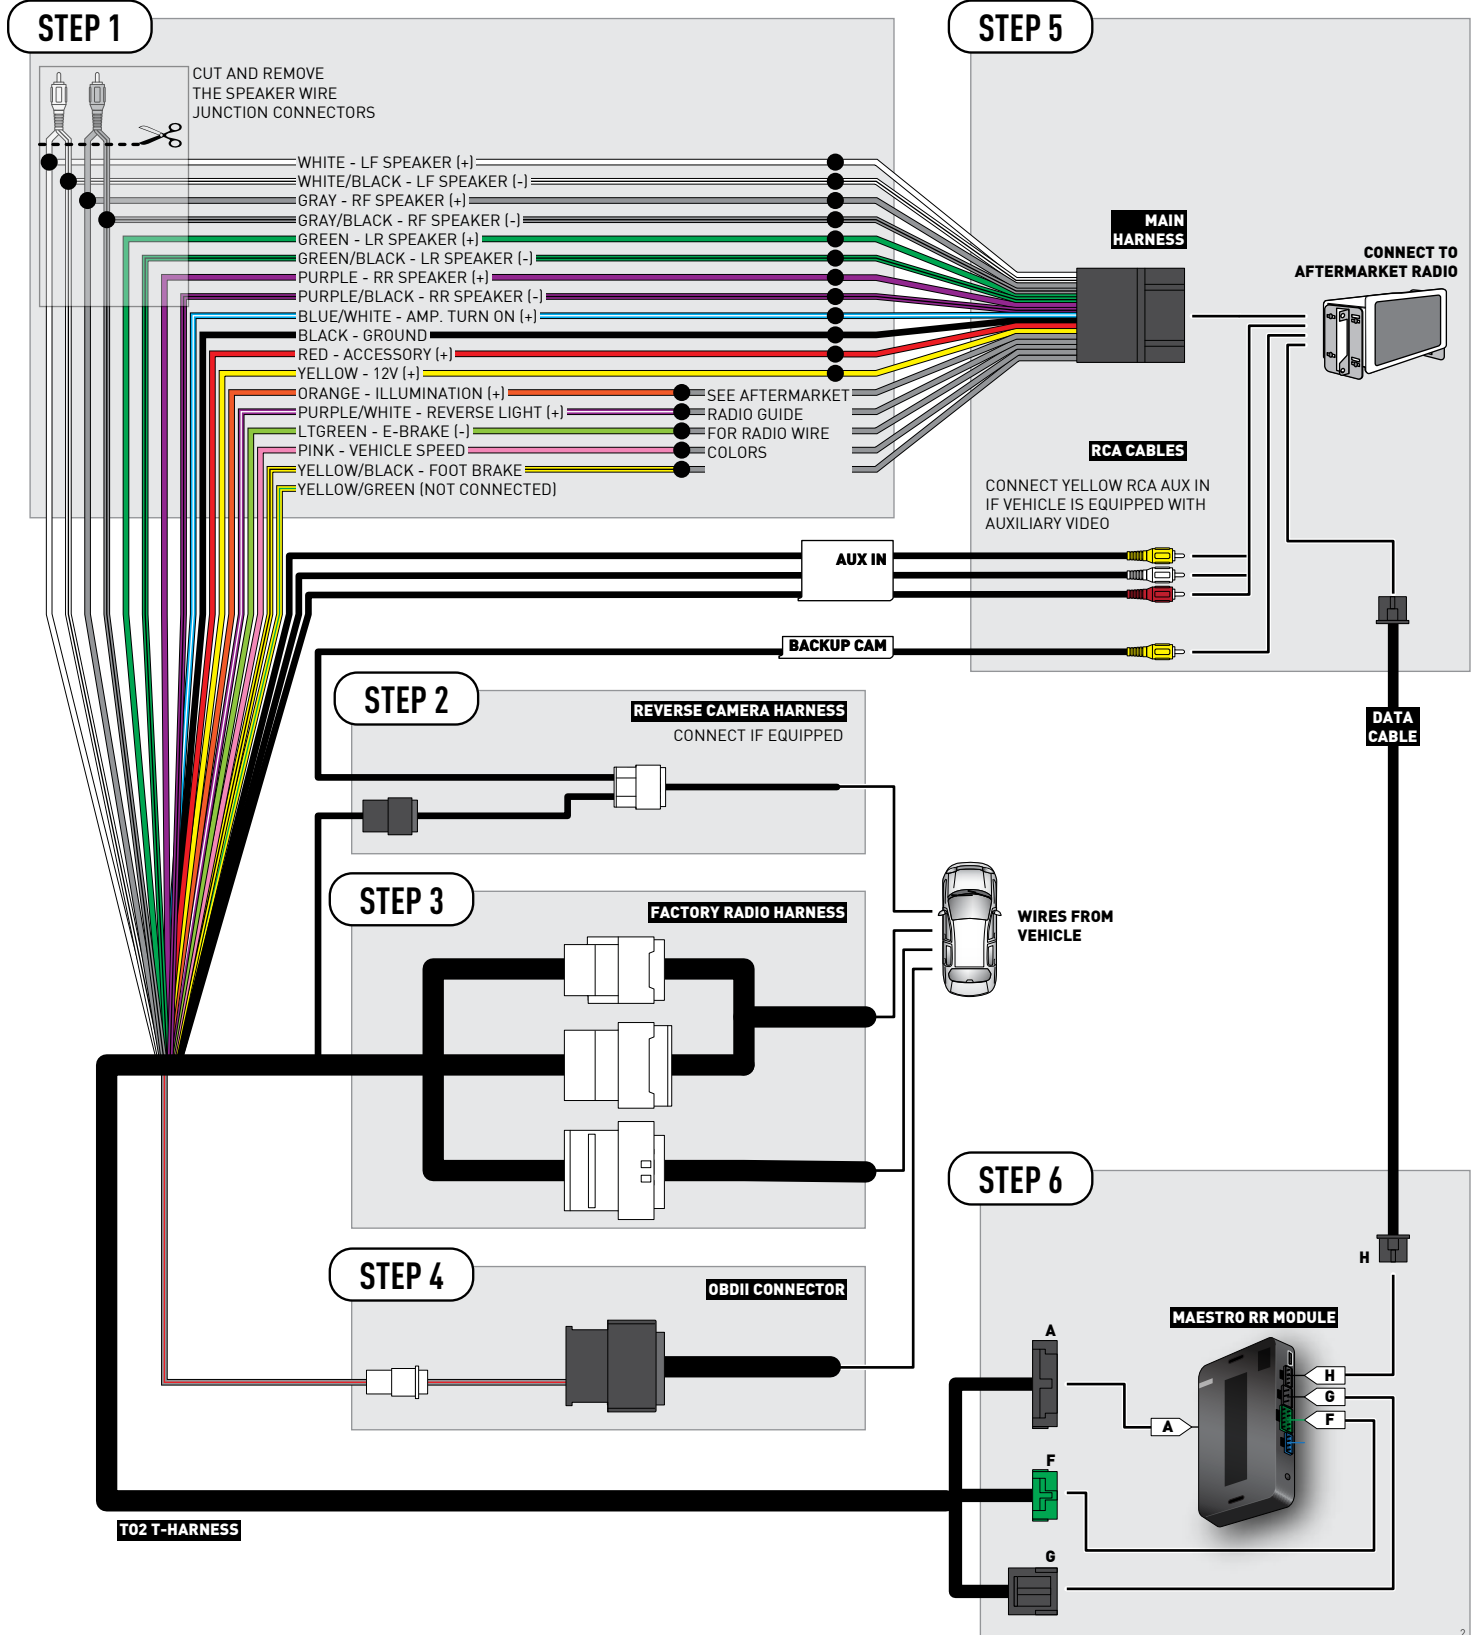 STEP 1
CUT AND REMOVE
THE SPEAKER WIRE
JUNCTION CONNECTORS
WHITE - LF SPEAKER (+)
WHITE/BLACK - LF SPEAKER (-)
GRAY - RF SPEAKER (+)
GRAY/BLACK - RF SPEAKER (-)
GREEN - LR SPEAKER (+)
GREEN/BLACK - LR SPEAKER (-)
PURPLE - RR SPEAKER (+)
PURPLE/BLACK - RR SPEAKER (-)
BLUE/WHITE - AMP. TURN ON (+)
BLACK - GROUND
RED - ACCESSORY (+)
YELLOW - 12V (+)
ORANGE - ILLUMINATION (+)
PURPLE/WHITE - REVERSE LIGHT (+)
LTGREEN - E-BRAKE (-)
PINK - VEHICLE SPEED
YELLOW/BLACK - FOOT BRAKE
YELLOW/GREEN (NOT CONNECTED)
SEE AFTERMARKET
RADIO GUIDE
FOR RADIO WIRE
COLORS
STEP 5
MAIN
HARNESS
CONNECT TO
AFTERMARKET RADIO
RCA CABLES
CONNECT YELLOW RCA AUX IN
IF VEHICLE IS EQUIPPED WITH
AUXILIARY VIDEO
AUX IN
BACKUP CAM
DATA
CABLE
STEP 2
REVERSE CAMERA HARNESS
CONNECT IF EQUIPPED
STEP 3
FACTORY RADIO HARNESS
WIRES FROM
VEHICLE
STEP 4
OBDII CONNECTOR
TO2 T-HARNESS
STEP 6
H
MAESTRO RR MODULE
A
H
G
F
A
F
G
2